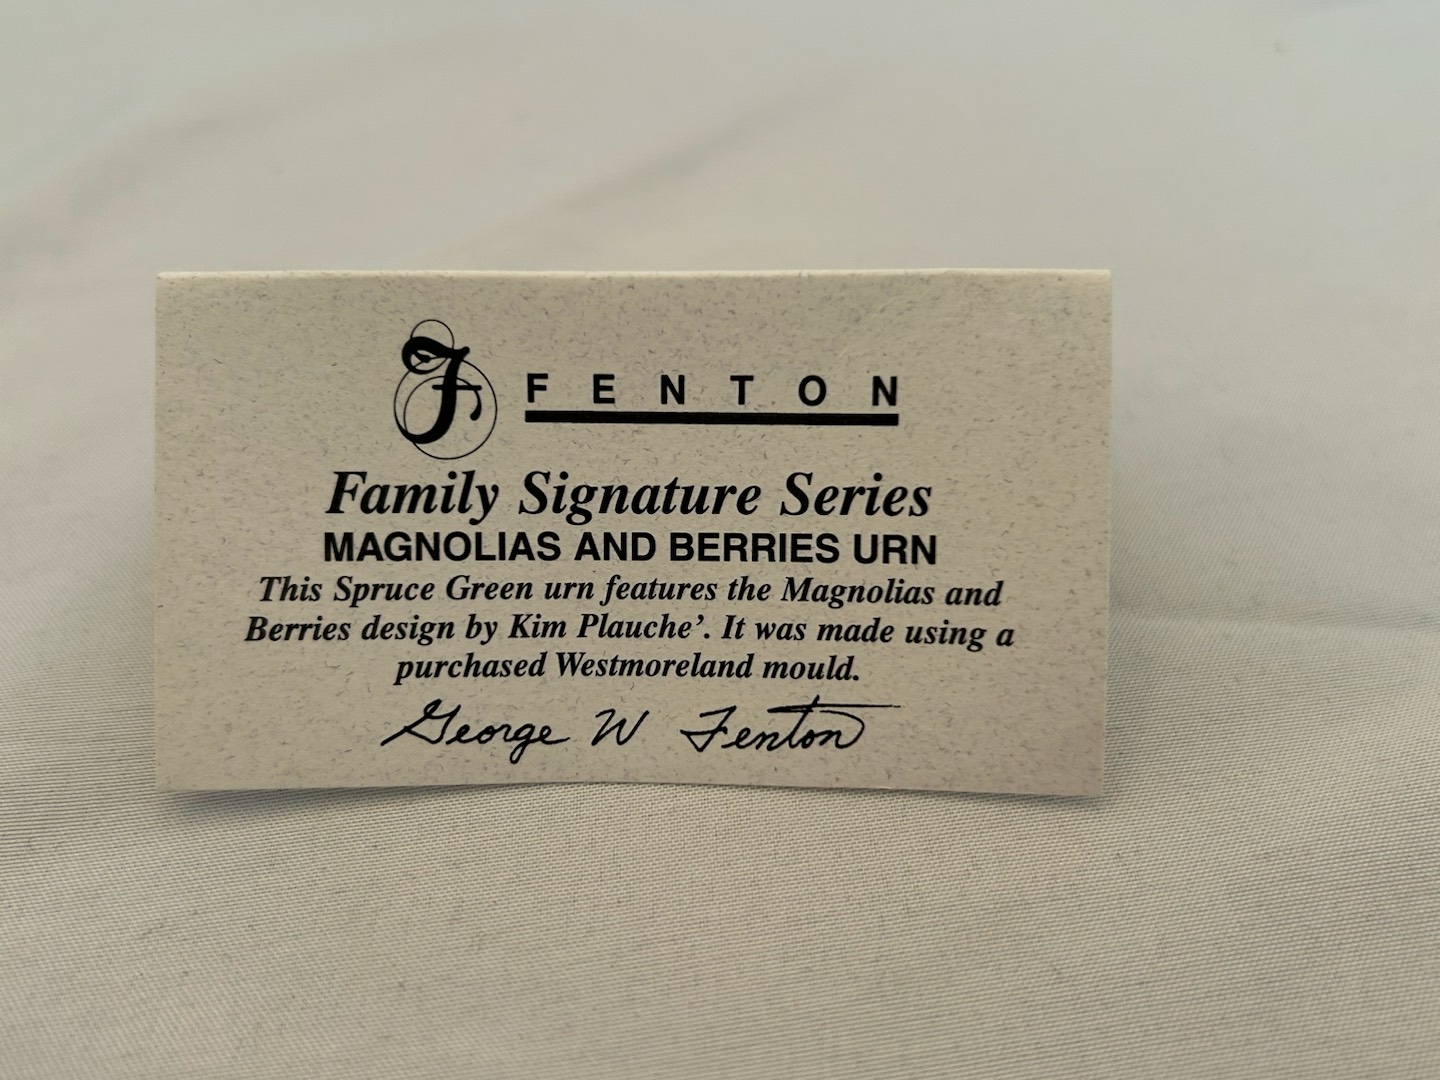 F FENTON
Family Signature Series
MAGNOLIAS AND BERRIES URN
This Spruce Green urn features the Magnolias and
Berries design by Kim Plauche’. It was made using a
purchased Westmoreland mould.
George W Fenton